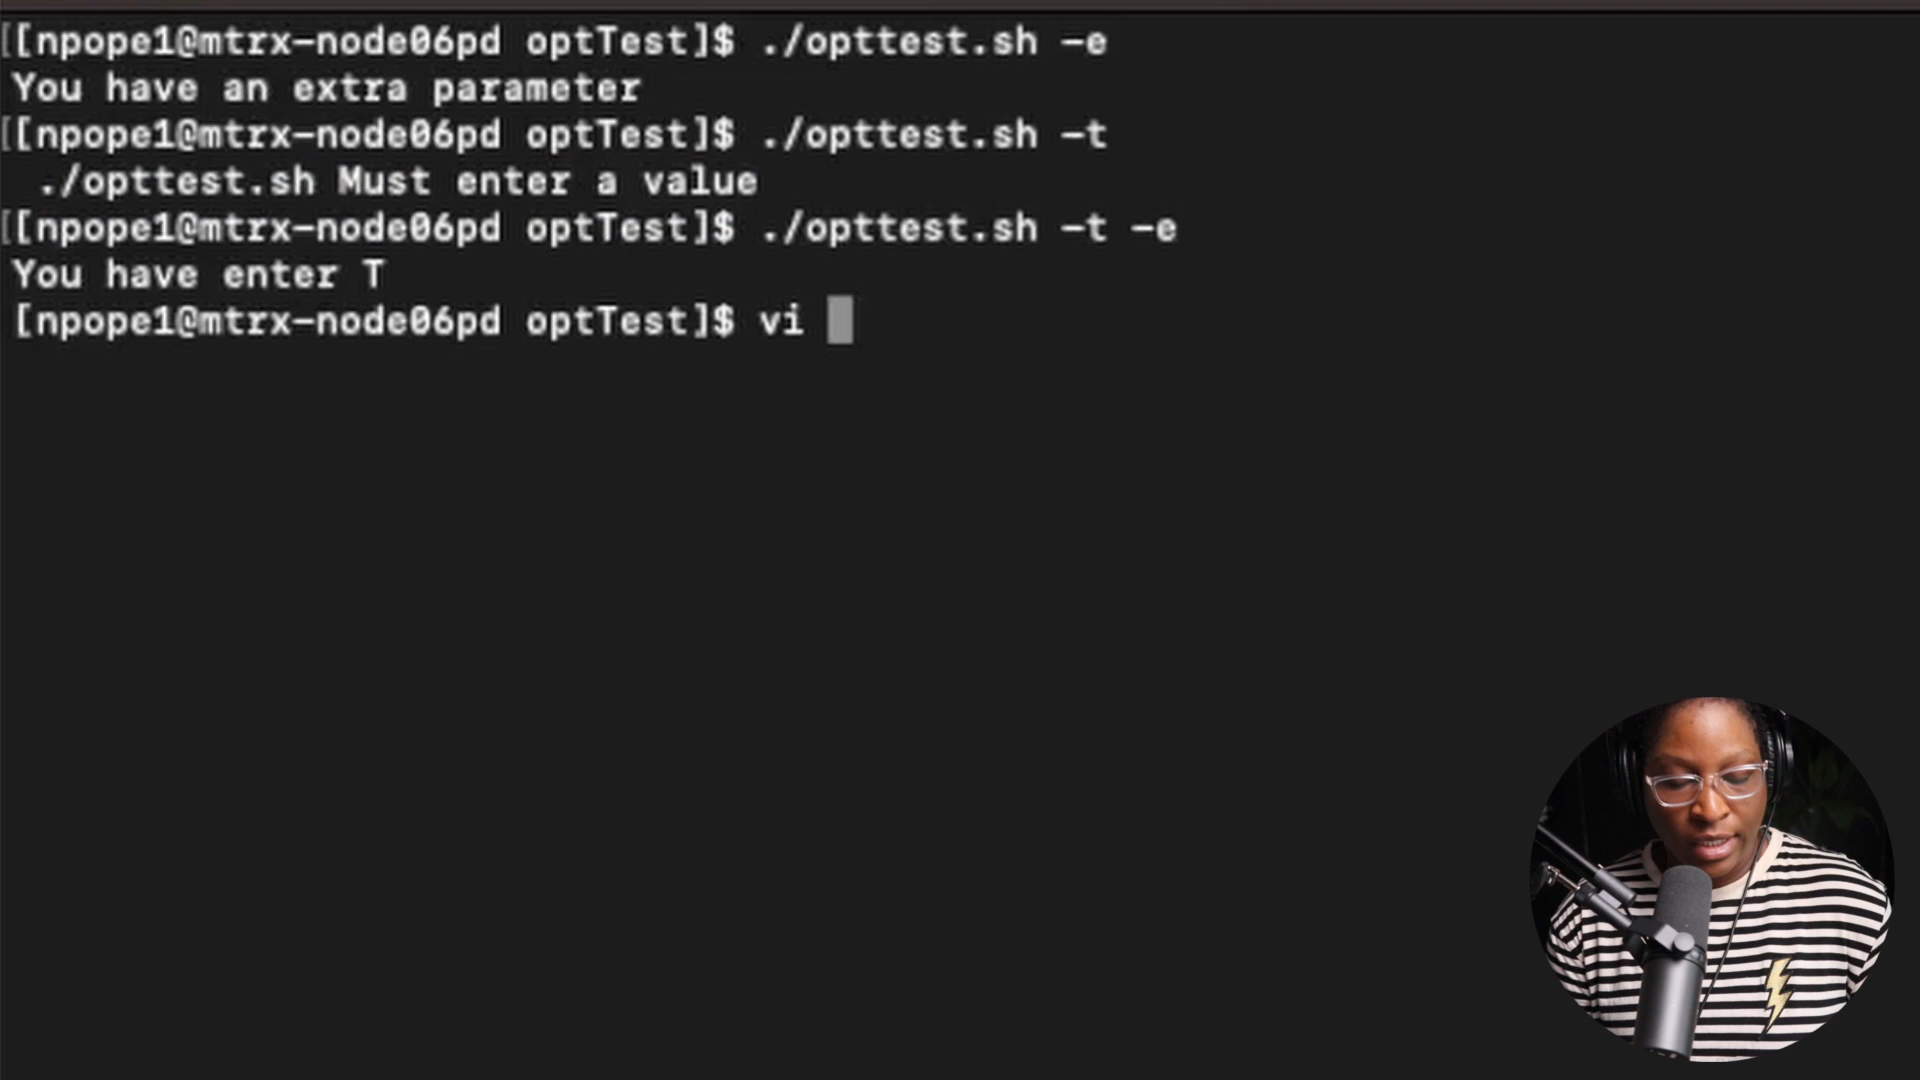 [[npope1@mtrx-node06pd optTest]$ ./opttest.sh -e
You have an extra parameter
[[npope1@mtrx-node06pd optTest]$ ./opttest.sh -t
./opttest.sh Must enter a value
[[npope1@mtrx-node06pd optTest]$ ./opttest.sh -t -e
You have enter T
[npope1@mtrx-node06pd optTest]$ vi